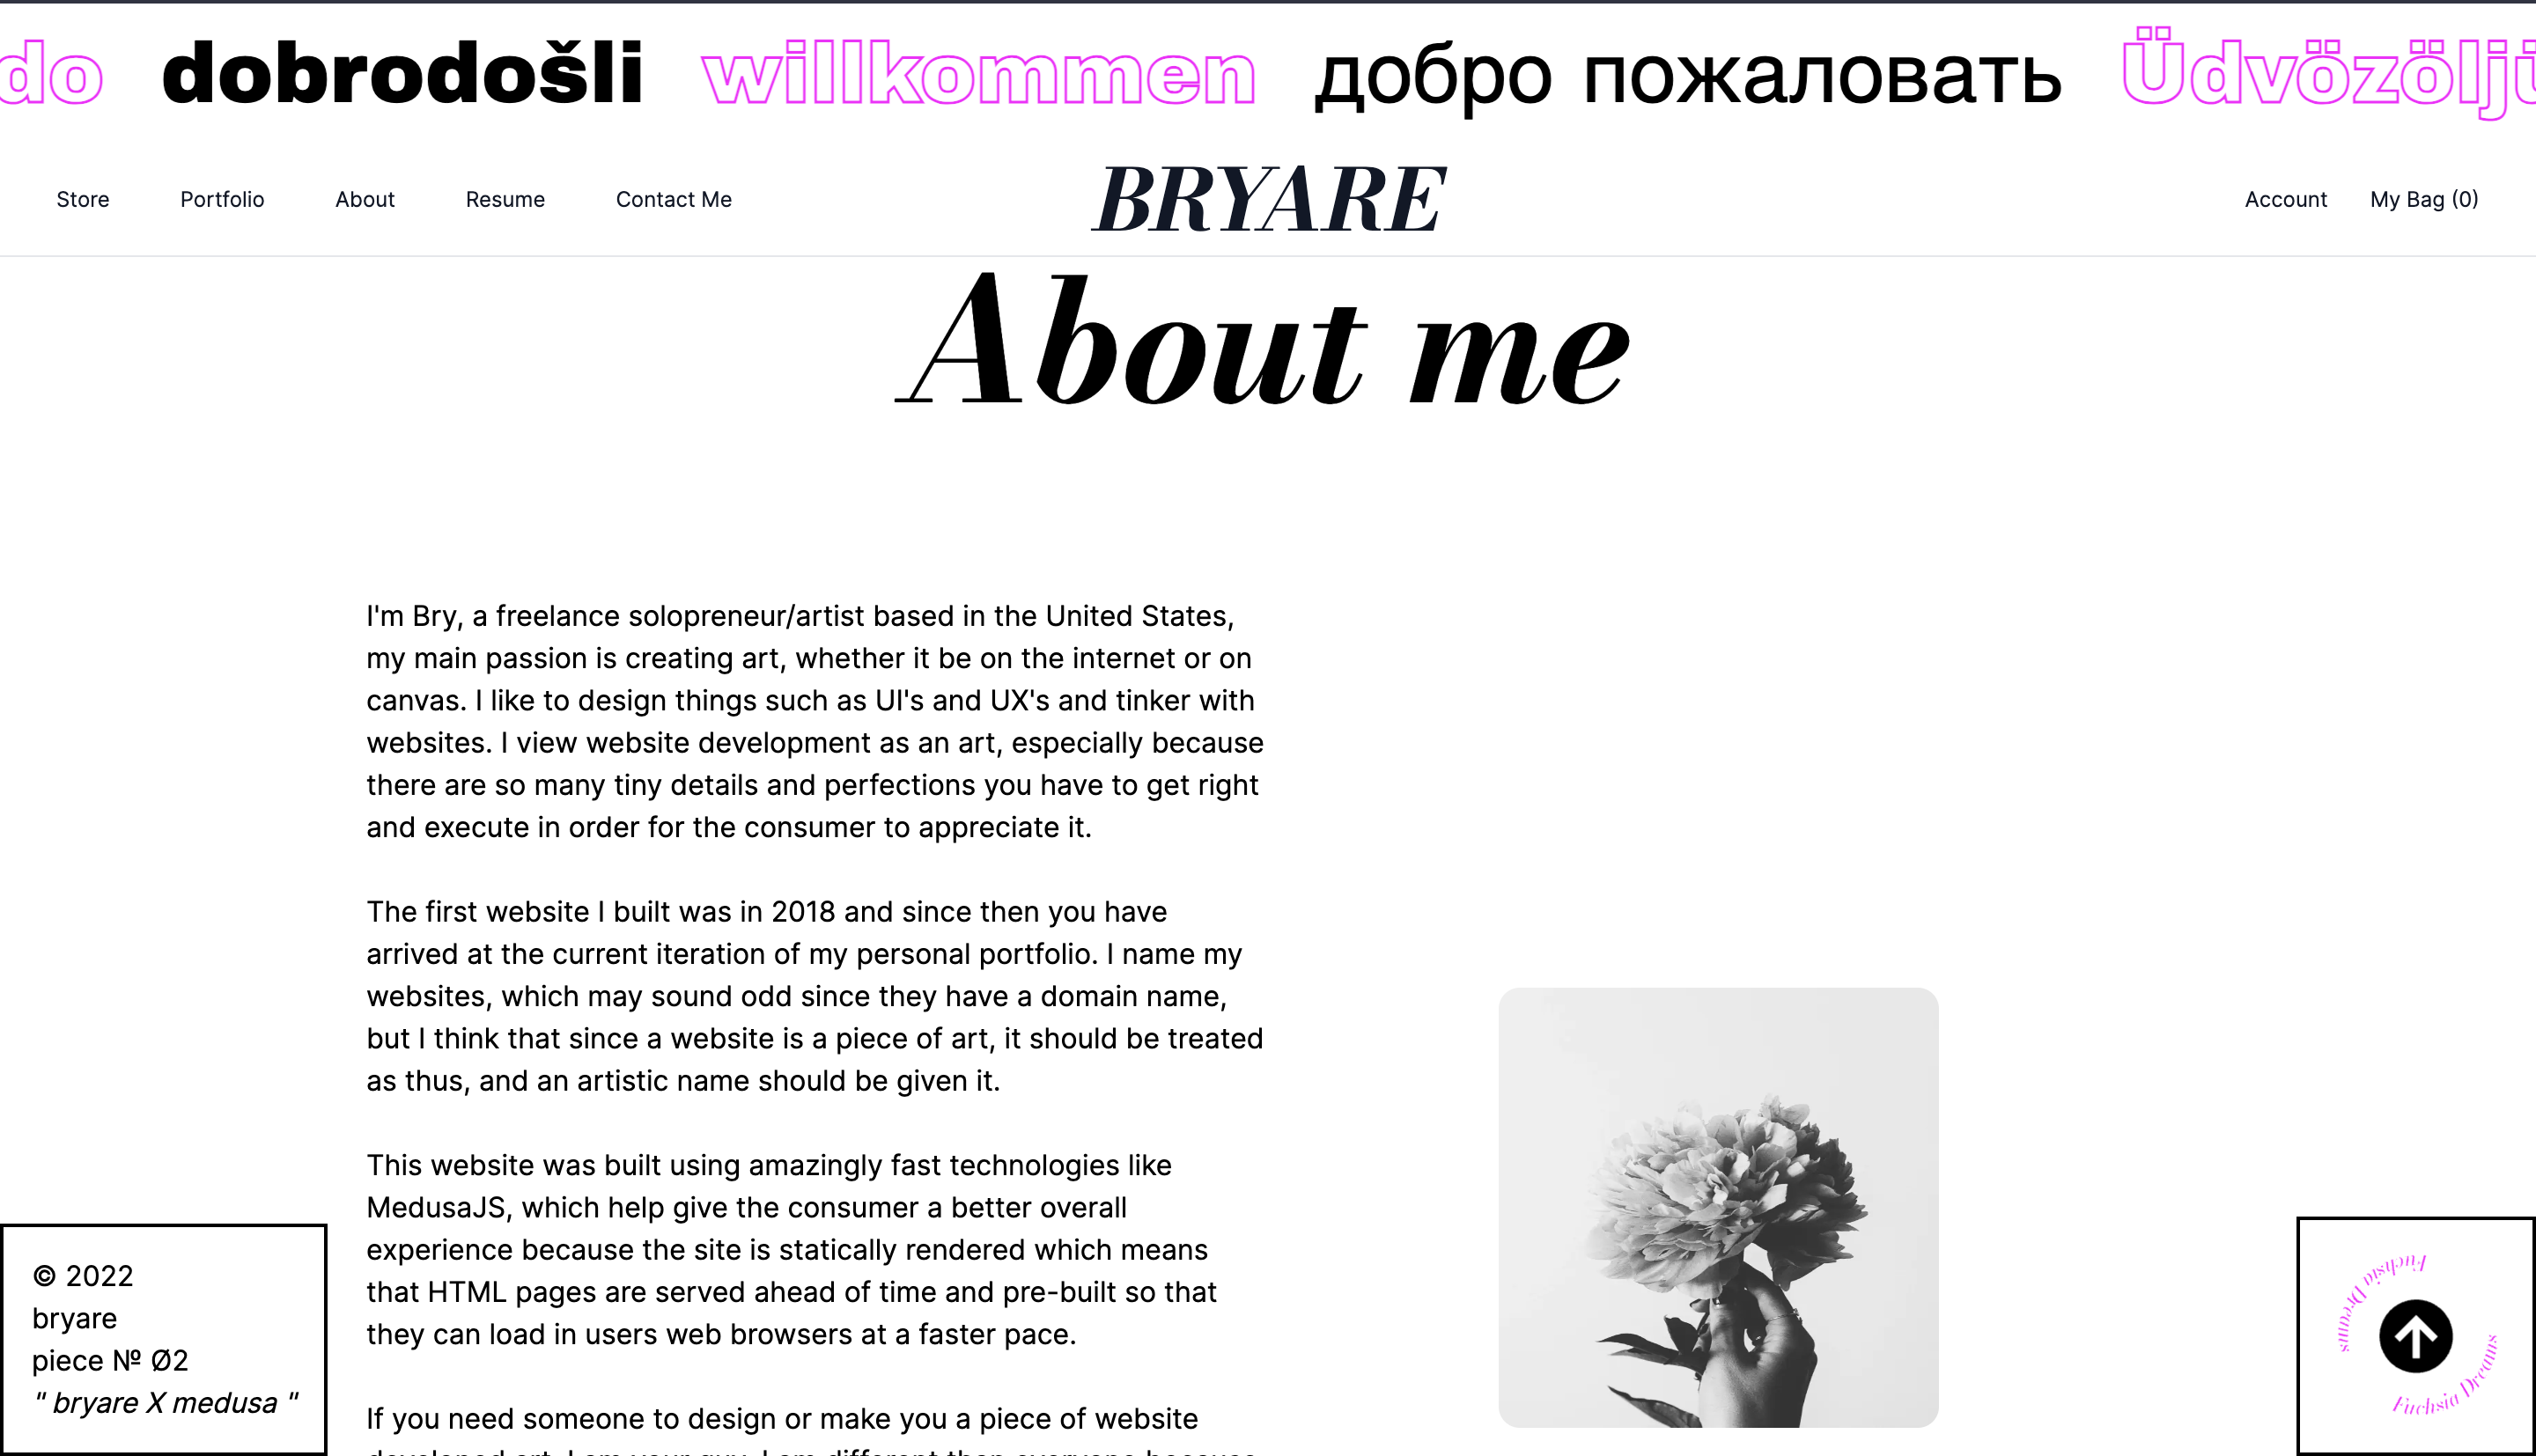 do dobrodošli willkommen добро пожаловать Üdvözöljü
Store Portfolio About Resume Contact Me BRYARE Account My Bag (0)
About me
I'm Bry, a freelance solopreneur/artist based in the United States,
my main passion is creating art, whether it be on the internet or on
canvas. I like to design things such as UI's and UX's and tinker with
websites. I view website development as an art, especially because
there are so many tiny details and perfections you have to get right
and execute in order for the consumer to appreciate it.
The first website I built was in 2018 and since then you have
arrived at the current iteration of my personal portfolio. I name my
websites, which may sound odd since they have a domain name,
but I think that since a website is a piece of art, it should be treated
as thus, and an artistic name should be given it.
This website was built using amazingly fast technologies like
MedusaJS, which help give the consumer a better overall
experience because the site is statically rendered which means
that HTML pages are served ahead of time and pre-built so that
they can load in users web browsers at a faster pace.
If you need someone to design or make you a piece of website
© 2022
bryare
piece № Ø2
" bryare X medusa "
Fuchsia Dreams
Fuchsia Dreams